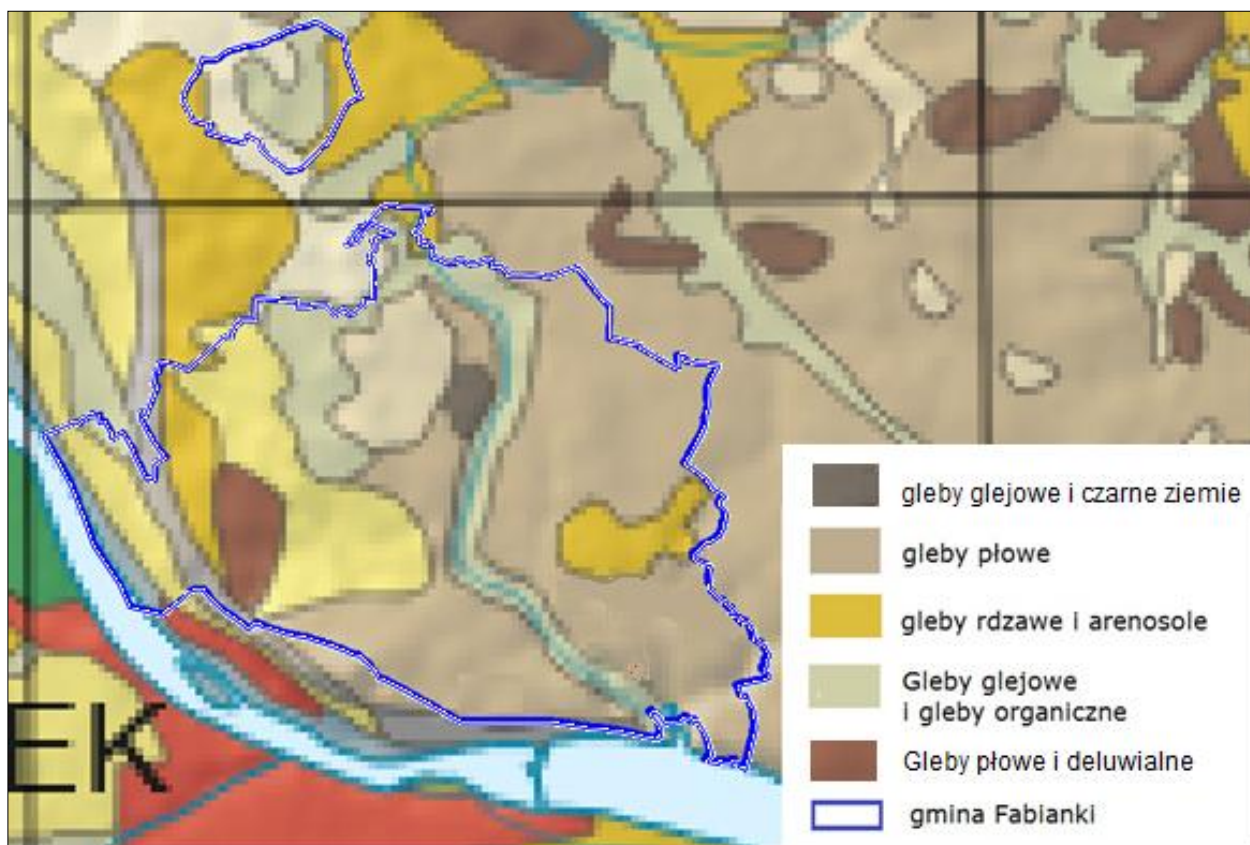 EK
gleby glejowe i czarne ziemie
gleby płowe
gleby rdzawe i arenosole
Gleby glejowe
i gleby organiczne
Gleby płowe i deluwialne
gmina Fabianki